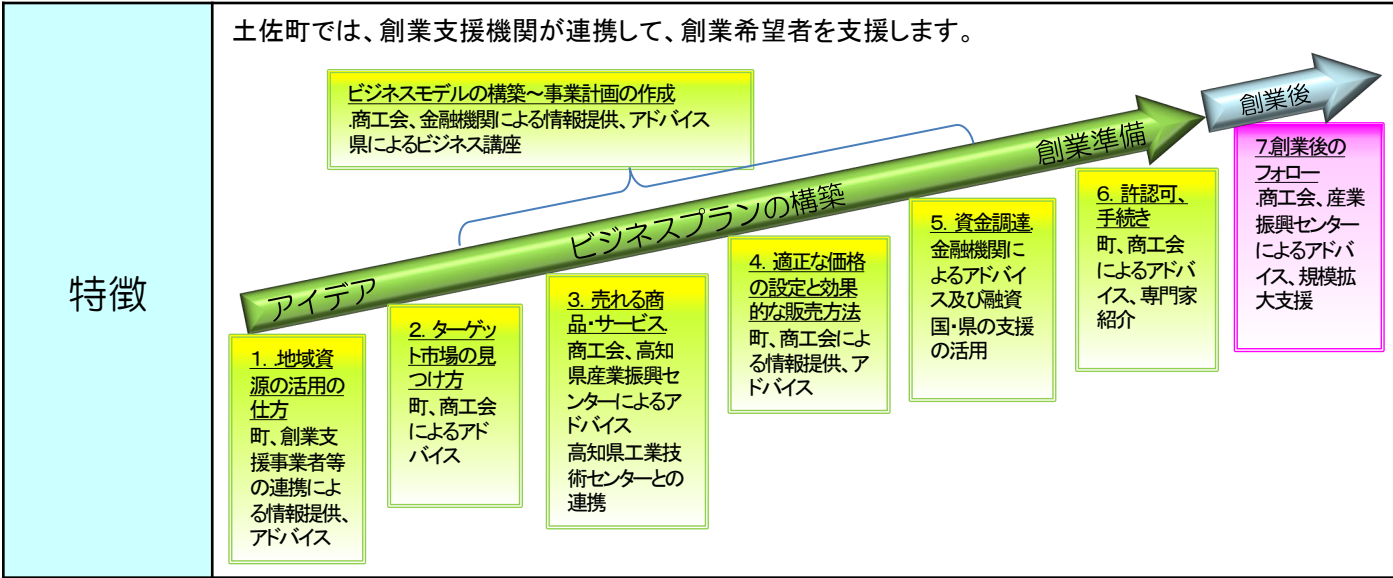 特徴
土佐町では、創業支援機関が連携して、創業希望者を支援します。
ビジネスモデルの構築～事業計画の作成
.商工会、金融機関による情報提供、アドバイス
県によるビジネス講座
アイデア
ビジネスプランの構築
創業準備
創業後
1. 地域資
源の活用の
仕方
町、創業支
援事業者等
の連携によ
る情報提供、
アドバイス
2. ターゲッ
ト市場の見
つけ方
町、商工会
によるアド
バイス
3. 売れる商
品・サービス.
商工会、高知
県産業振興セ
ンターによるア
ドバイス
高知県工業技
術センターとの
連携
4. 適正な価格
の設定と効果
的な販売方法
町、商工会によ
る情報提供、ア
ドバイス
5. 資金調達.
金融機関に
よるアドバイ
ス及び融資
国・県の支援
の活用
6. 許認可、
手続き
町、商工会
によるアドバ
イス、専門家
紹介
7.創業後の
フォロー
.商工会、産業
振興センター
によるアドバ
イス、規模拡
大支援